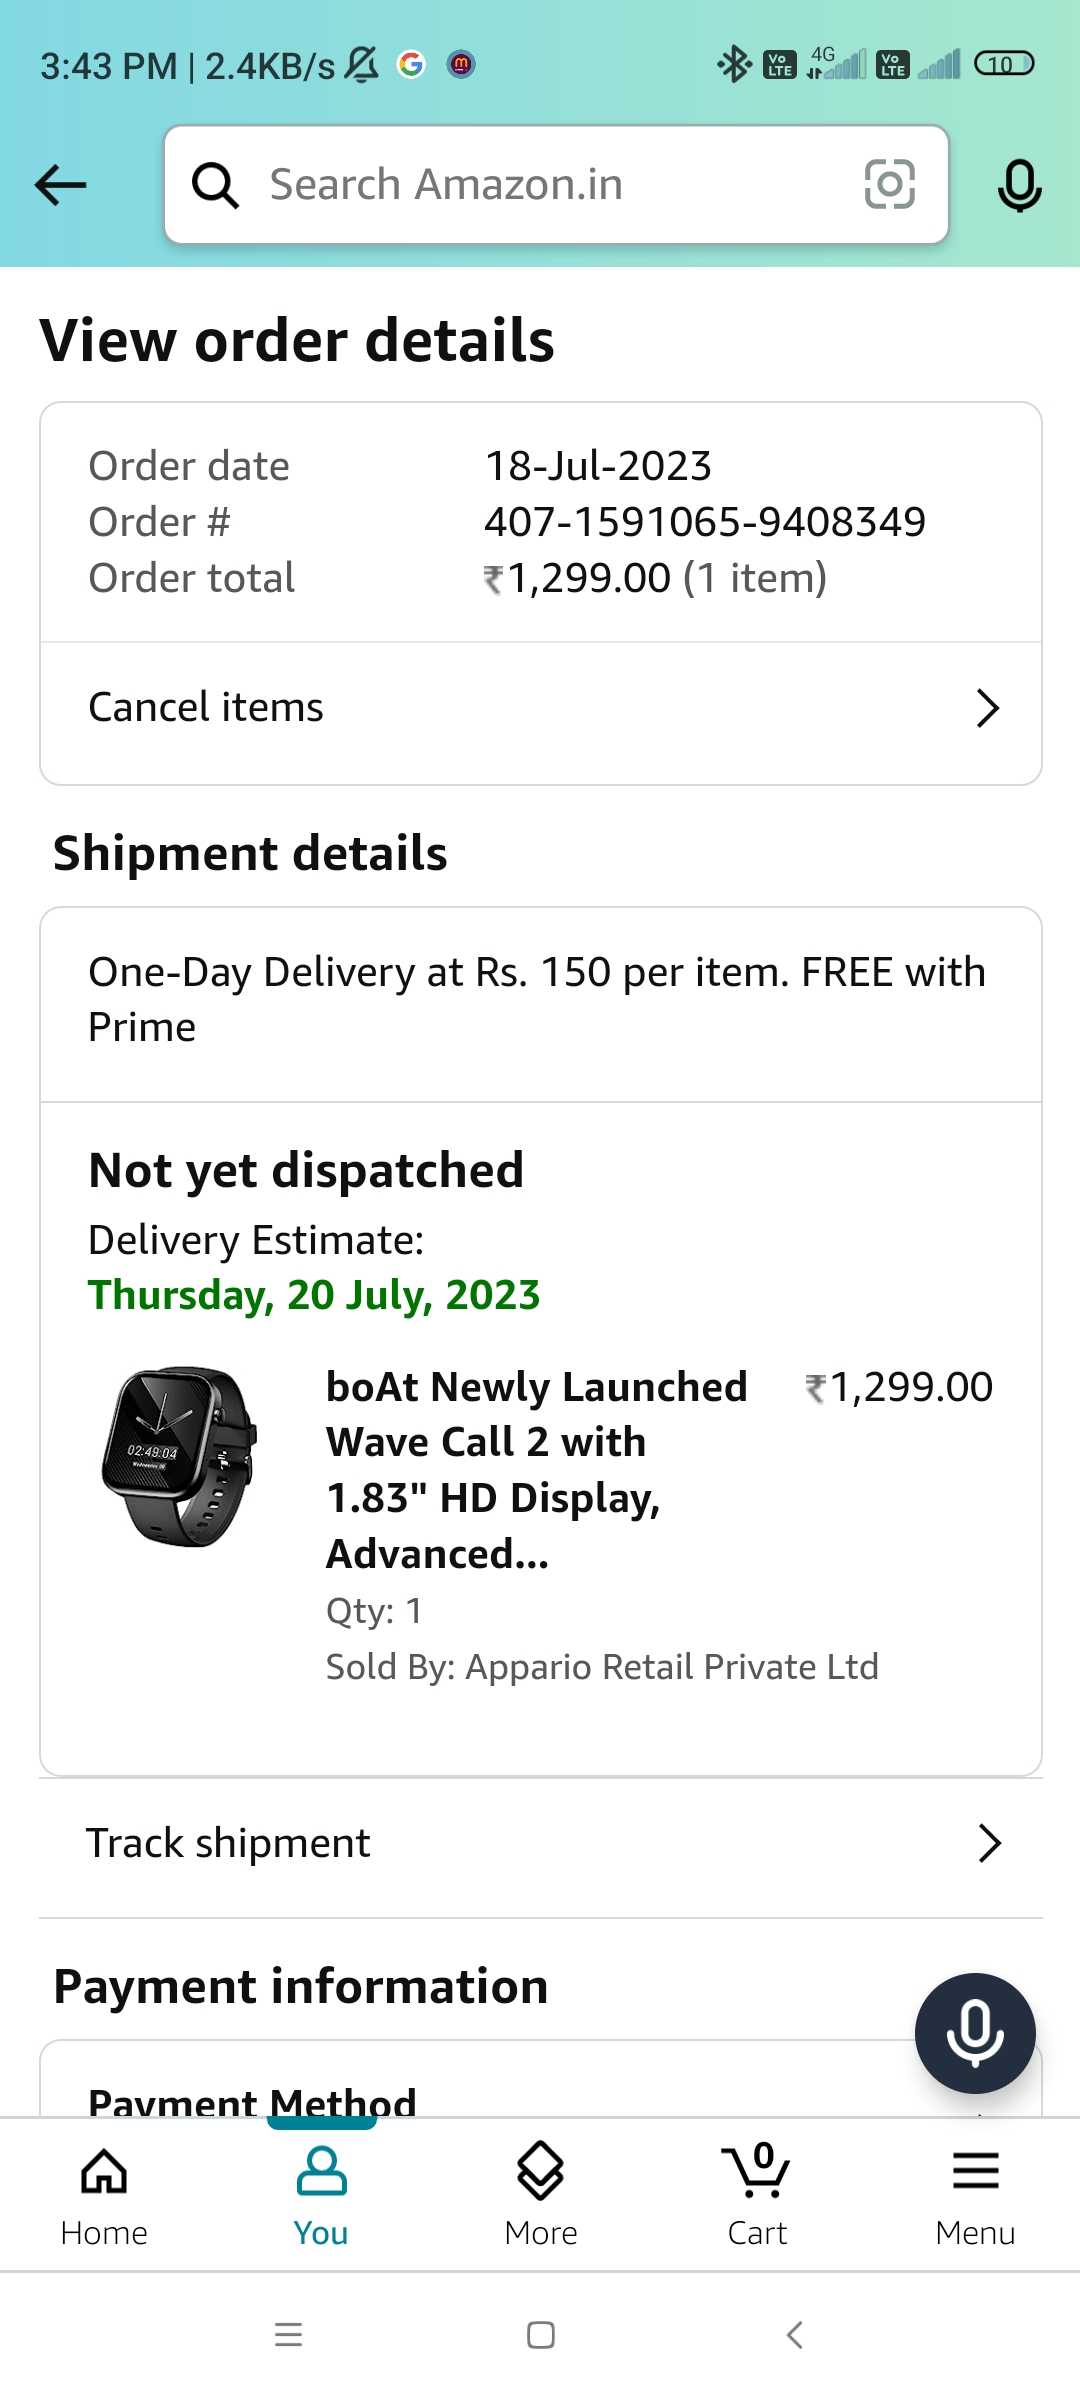 3:43 PM | 2.4KB/s
Vo LTE 4G Vo LTE 10
Search Amazon.in
View order details
Order date 18-Jul-2023
Order # 407-1591065-9408349
Order total ₹1,299.00 (1 item)
Cancel items
Shipment details
One-Day Delivery at Rs. 150 per item. FREE with
Prime
Not yet dispatched
Delivery Estimate:
Thursday, 20 July, 2023
02:49:04
boAt Newly Launched ₹1,299.00
Wave Call 2 with
1.83" HD Display,
Advanced...
Qty: 1
Sold By: Appario Retail Private Ltd
Track shipment
Payment information
Payment Method
0
Home You More Cart Menu